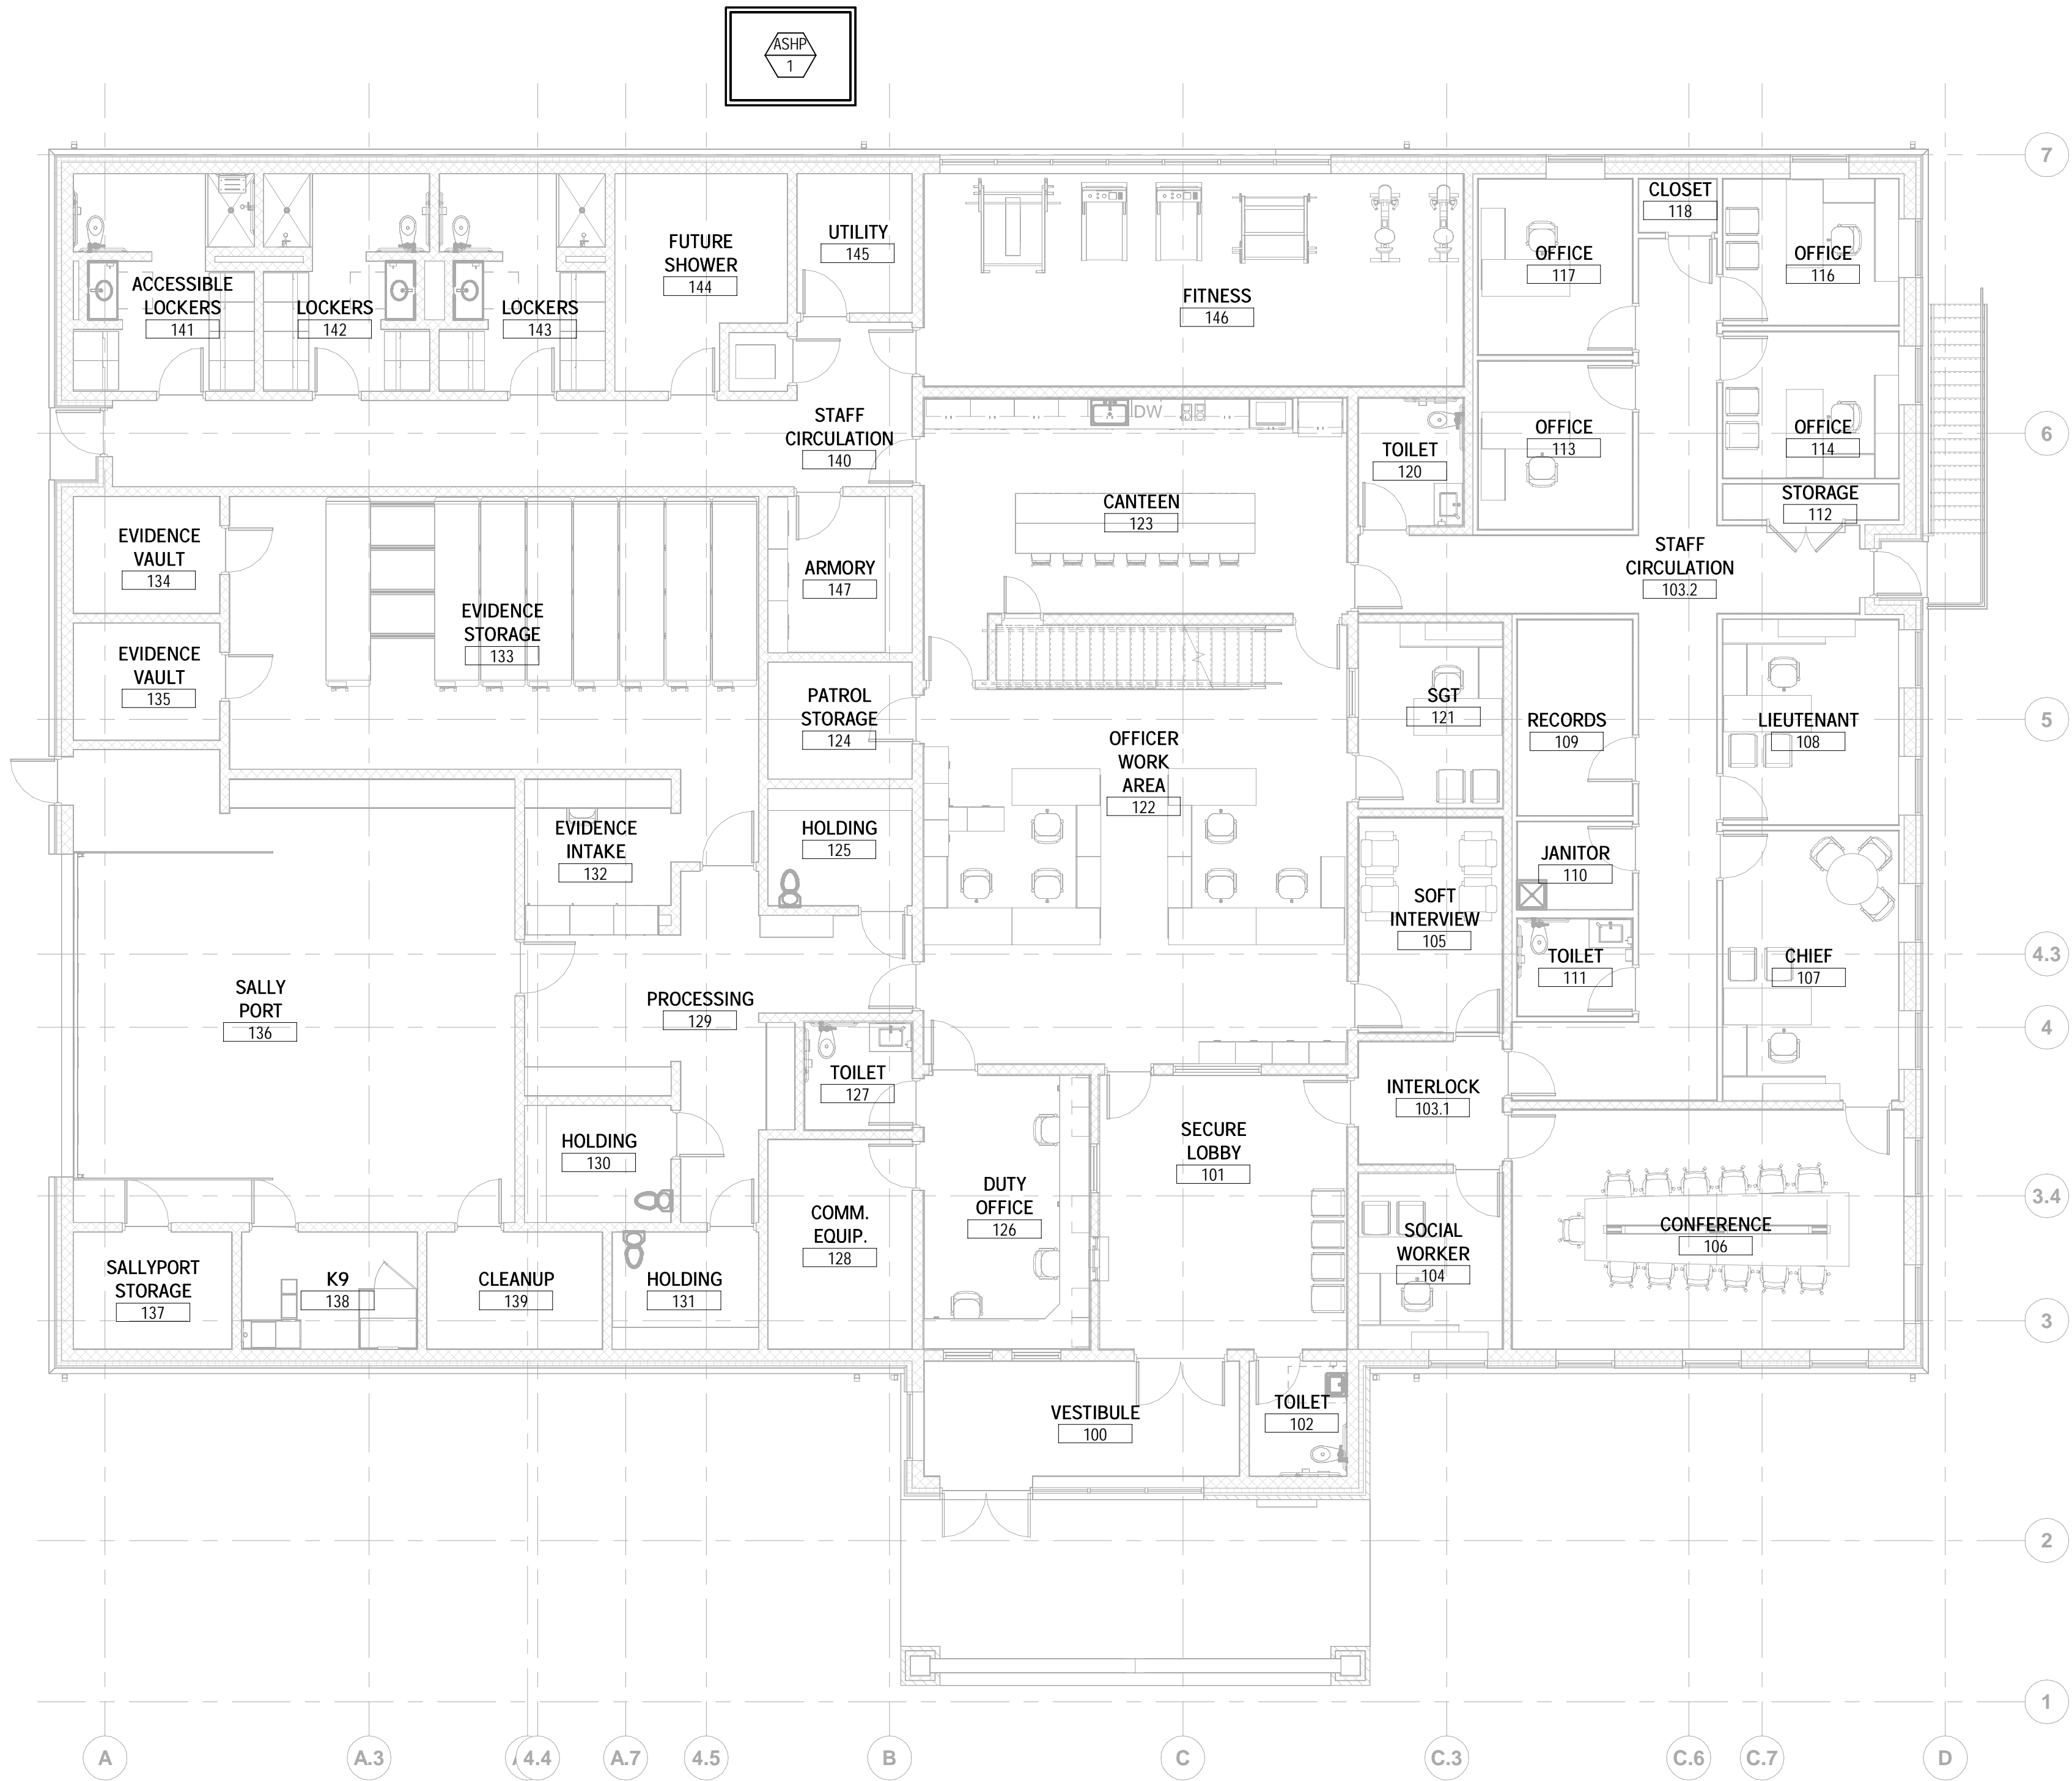 ASHP
1
7
CLOSET
118
UTILITY
145
FUTURE
SHOWER
144
OFFICE
117
OFFICE
116
ACCESSIBLE
LOCKERS
141
LOCKERS
142
LOCKERS
143
FITNESS
146
STAFF
CIRCULATION
140
DW
TOILET
120
OFFICE
113
OFFICE
114
6
STORAGE
112
CANTEEN
123
EVIDENCE
VAULT
134
ARMORY
147
STAFF
CIRCULATION
103.2
EVIDENCE
STORAGE
133
EVIDENCE
VAULT
135
PATROL
STORAGE
124
SGT
121
RECORDS
109
LIEUTENANT
108
5
OFFICER
WORK
AREA
122
EVIDENCE
INTAKE
132
HOLDING
125
JANITOR
110
SOFT
INTERVIEW
105
TOILET
111
CHIEF
107
4.3
SALLY
PORT
136
PROCESSING
129
4
TOILET
127
INTERLOCK
103.1
HOLDING
130
SECURE
LOBBY
101
DUTY
OFFICE
126
3.4
COMM.
EQUIP.
128
SOCIAL
WORKER
104
CONFERENCE
106
SALLYPORT
STORAGE
137
K9
138
CLEANUP
139
HOLDING
131
3
VESTIBULE
100
TOILET
102
2
1
A
A.3
4.4
A.7
4.5
B
C
C.3
C.6
C.7
D